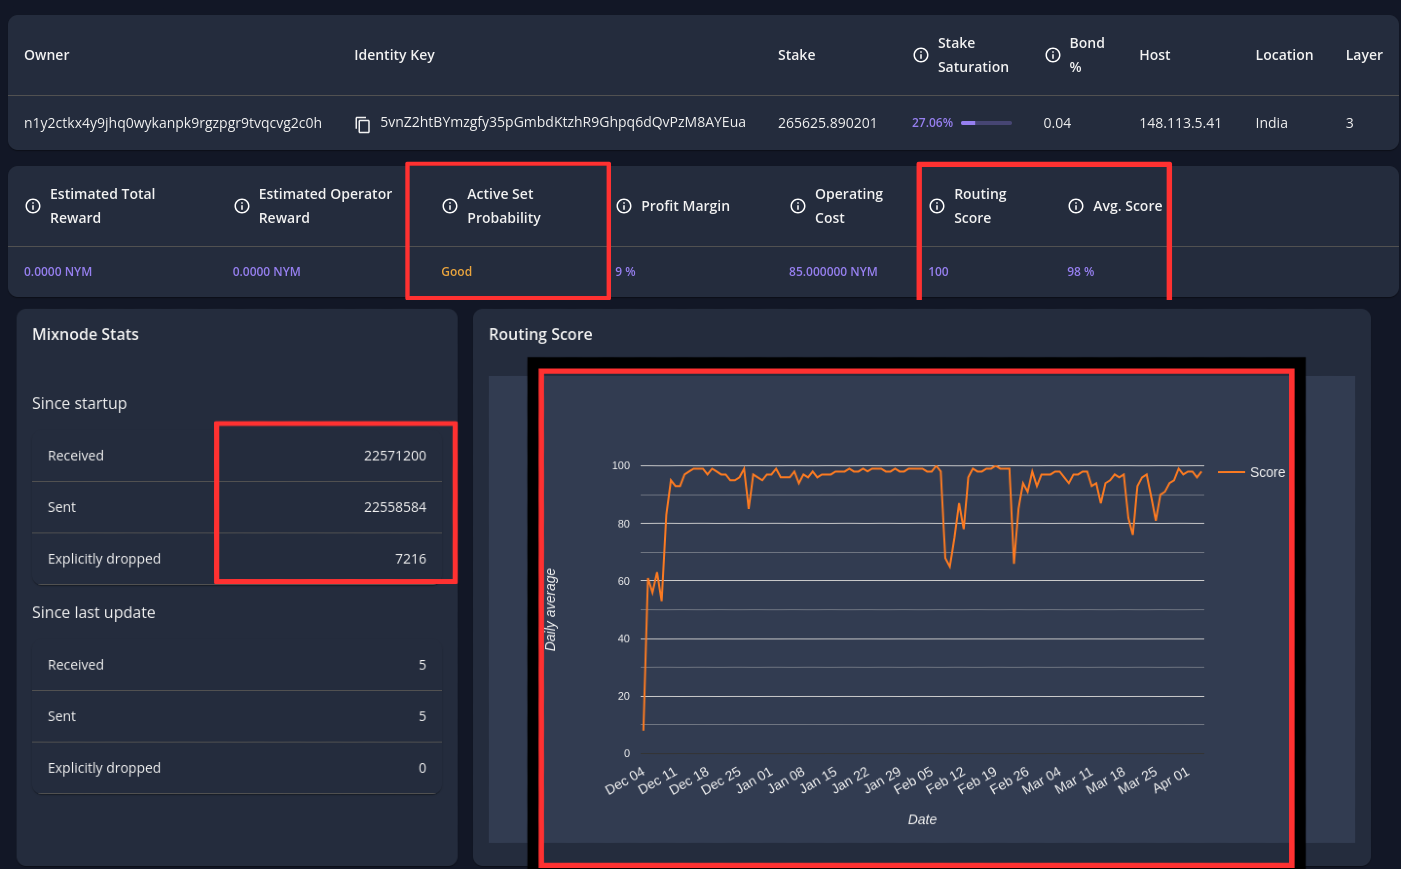 Owner
Identity Key
Stake
Stake
Saturation
Bond
%
Host
Location
Layer
n1y2ctkx4y9jhq0wykanpk9rgzpgr9tvqcvg2c0h
5vnZ2htBYmzgfy35pGmbdKtzhR9Ghpq6dQvPzM8AYEua
265625.890201
27.06%
0.04
148.113.5.41
India
3
Estimated Total
Reward
Estimated Operator
Reward
Active Set
Probability
Profit Margin
Operating
Cost
Routing
Score
Avg. Score
0.0000 NYM
0.0000 NYM
Good
9 %
85.000000 NYM
100
98 %
Mixnode Stats
Since startup
Received 22571200
Sent 22558584
Explicitly dropped 7216
Since last update
Received 5
Sent 5
Explicitly dropped 0
Routing Score
100
80
60
40
20
0
Daily average
Score
Dec 04
Dec 11
Dec 18
Dec 25
Jan 01
Jan 08
Jan 15
Jan 22
Jan 29
Feb 05
Feb 12
Feb 19
Feb 26
Mar 04
Mar 11
Mar 18
Mar 25
Apr 01
Date